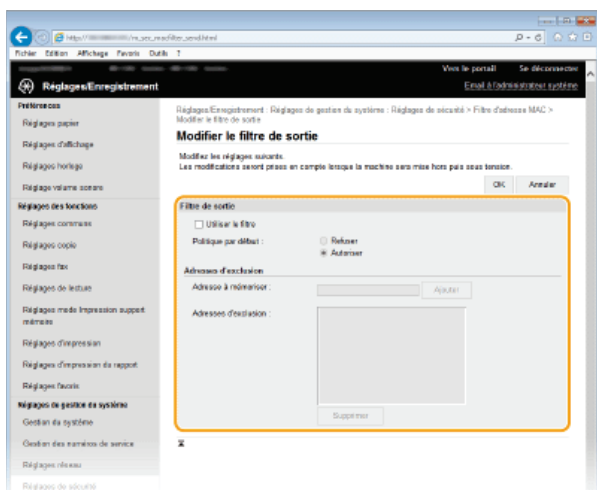 http://
m_sec_macfilter_send.html
Fichier Edition Affichage Favoris Outils ?
Vers le portail Se déconnecter
Réglages/Enregistrement
Email à l'administrateur système
Préférences
Réglages papier
Réglages d'affichage
Réglages horloge
Réglage volume sonore
Réglages des fonctions
Réglages communs
Réglages copie
Réglages fax
Réglages de lecture
Réglages mode Impression support
mémoire
Réglages d'impression
Réglages d'impression du rapport
Réglages favoris
Réglages de gestion du système
Gestion du système
Gestion des numéros de service
Réglages réseau
Réglages de sécurité
Réglages/Enregistrement : Réglages de gestion du système : Réglages de sécurité > Filtre d'adresse MAC >
Modifier le filtre de sortie
Modifier le filtre de sortie
Modifiez les réglages suivants.
Les modifications seront prises en compte lorsque la machine sera mise hors puis sous tension.
OK Annuler
Filtre de sortie
Utiliser le filtre
Politique par défaut :
Refuser
Autoriser
Adresses d'exclusion
Adresse à mémoriser :
Ajouter
Adresses d'exclusion :
Supprimer